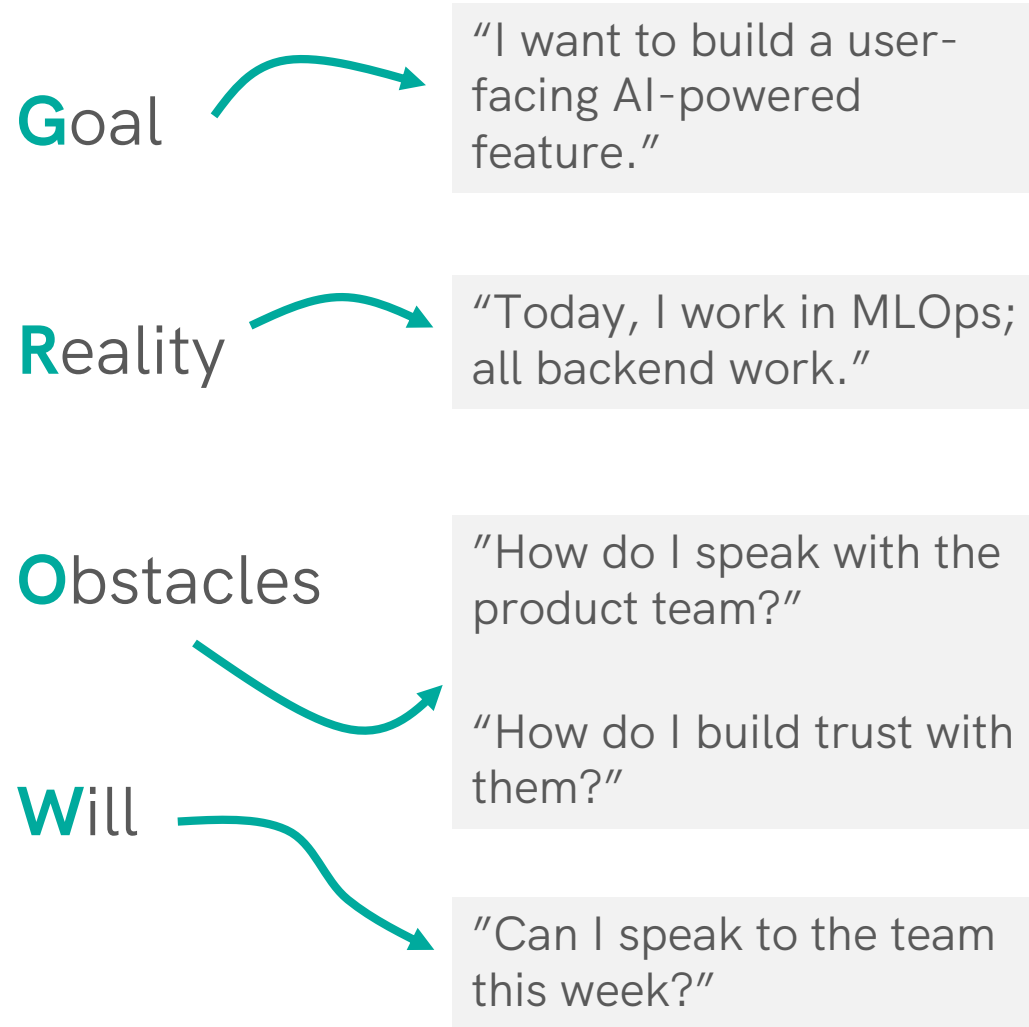 Goal
“I want to build a user-
facing AI-powered
feature.”
Reality
“Today, I work in MLOps;
all backend work.”
Obstacles
”How do I speak with the
product team?”
“How do I build trust with
them?”
Will
”Can I speak to the team
this week?”